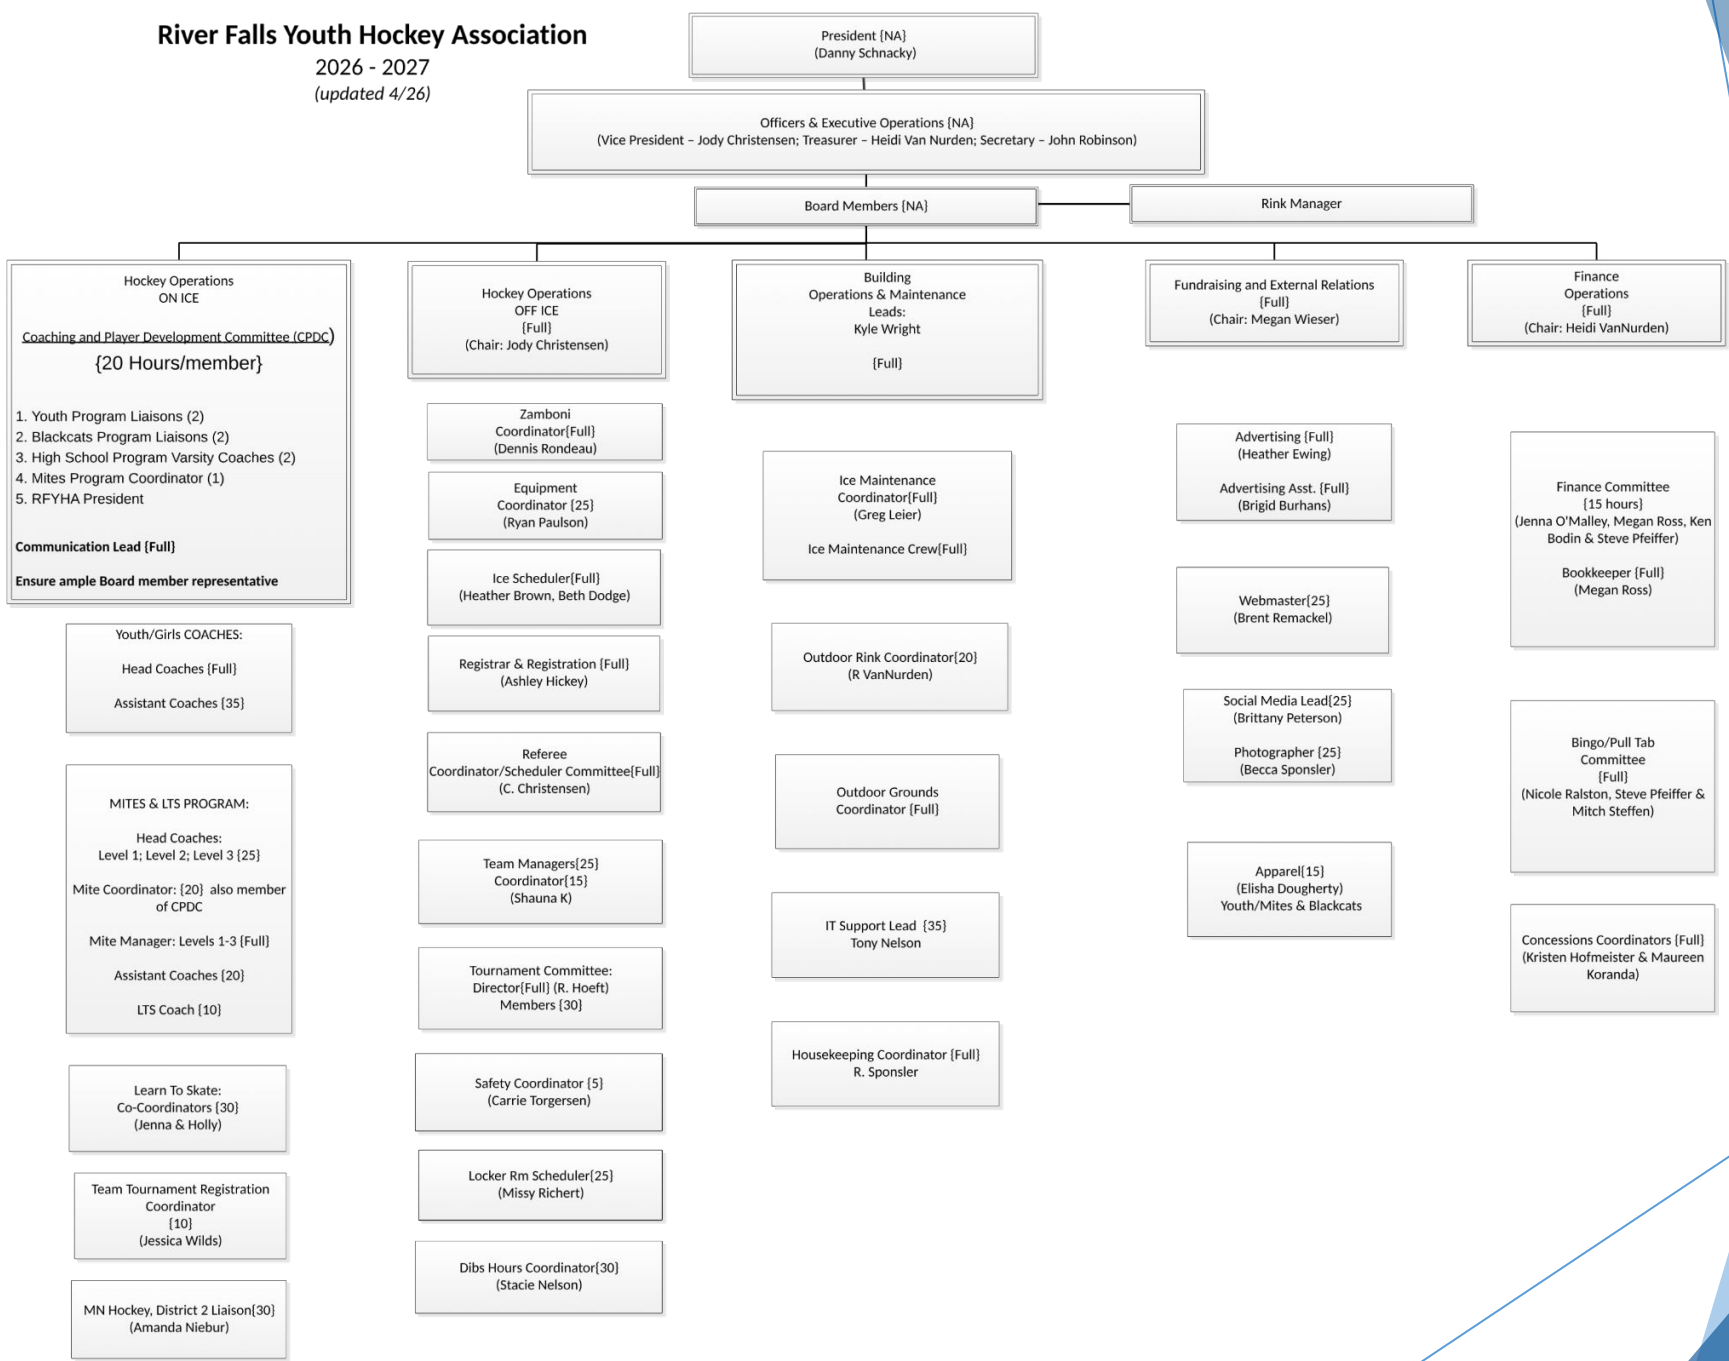 River Falls Youth Hockey Association
2026 - 2027
(updated 4/26)
President {NA}
(Danny Schnacky)
Officers & Executive Operations {NA}
(Vice President – Jody Christensen; Treasurer – Heidi Van Nurden; Secretary – John Robinson)
Board Members {NA}
Rink Manager
Hockey Operations
ON ICE
Coaching and Player Development Committee (CPDC)
{20 Hours/member}
1. Youth Program Liaisons (2)
2. Blackcats Program Liaisons (2)
3. High School Program Varsity Coaches (2)
4. Mites Program Coordinator (1)
5. RFYHA President
Communication Lead {Full}
Ensure ample Board member representative
Youth/Girls COACHES:
Head Coaches {Full}
Assistant Coaches {35}
MITES & LTS PROGRAM:
Head Coaches:
Level 1; Level 2; Level 3 {25}
Mite Coordinator: {20} also member
of CPDC
Mite Manager: Levels 1-3 {Full}
Assistant Coaches {20}
LTS Coach {10}
Learn To Skate:
Co-Coordinators {30}
(Jenna & Holly)
Team Tournament Registration
Coordinator
{10}
(Jessica Wilds)
MN Hockey, District 2 Liaison{30}
(Amanda Niebur)
Hockey Operations
OFF ICE
{Full}
(Chair: Jody Christensen)
Zamboni
Coordinator{Full}
(Dennis Rondeau)
Equipment
Coordinator {25}
(Ryan Paulson)
Ice Scheduler{Full}
(Heather Brown, Beth Dodge)
Registrar & Registration {Full}
(Ashley Hickey)
Referee
Coordinator/Scheduler Committee{Full}
(C. Christensen)
Team Managers{25}
Coordinator{15}
(Shauna K)
Tournament Committee:
Director{Full} (R. Hoeft)
Members {30}
Safety Coordinator {5}
(Carrie Torgersen)
Locker Rm Scheduler{25}
(Missy Richert)
Dibs Hours Coordinator{30}
(Stacie Nelson)
Building
Operations & Maintenance
Leads:
Kyle Wright
{Full}
Ice Maintenance
Coordinator{Full}
(Greg Leier)
Ice Maintenance Crew{Full}
Outdoor Rink Coordinator{20}
(R VanNurden)
Outdoor Grounds
Coordinator {Full}
IT Support Lead {35}
Tony Nelson
Housekeeping Coordinator {Full}
R. Sponsler
Fundraising and External Relations
{Full}
(Chair: Megan Wieser)
Advertising {Full}
(Heather Ewing)
Advertising Asst. {Full}
(Brigid Burhans)
Webmaster{25}
(Brent Remackel)
Social Media Lead{25}
(Brittany Peterson)
Photographer {25}
(Becca Sponsler)
Apparel{15}
(Elisha Dougherty)
Youth/Mites & Blackcats
Finance
Operations
{Full}
(Chair: Heidi VanNurden)
Finance Committee
{15 hours}
(Jenna O'Malley, Megan Ross, Ken
Bodin & Steve Pfeiffer)
Bookkeeper {Full}
(Megan Ross)
Bingo/Pull Tab
Committee
{Full}
(Nicole Ralston, Steve Pfeiffer &
Mitch Steffen)
Concessions Coordinators {Full}
(Kristen Hofmeister & Maureen
Koranda)